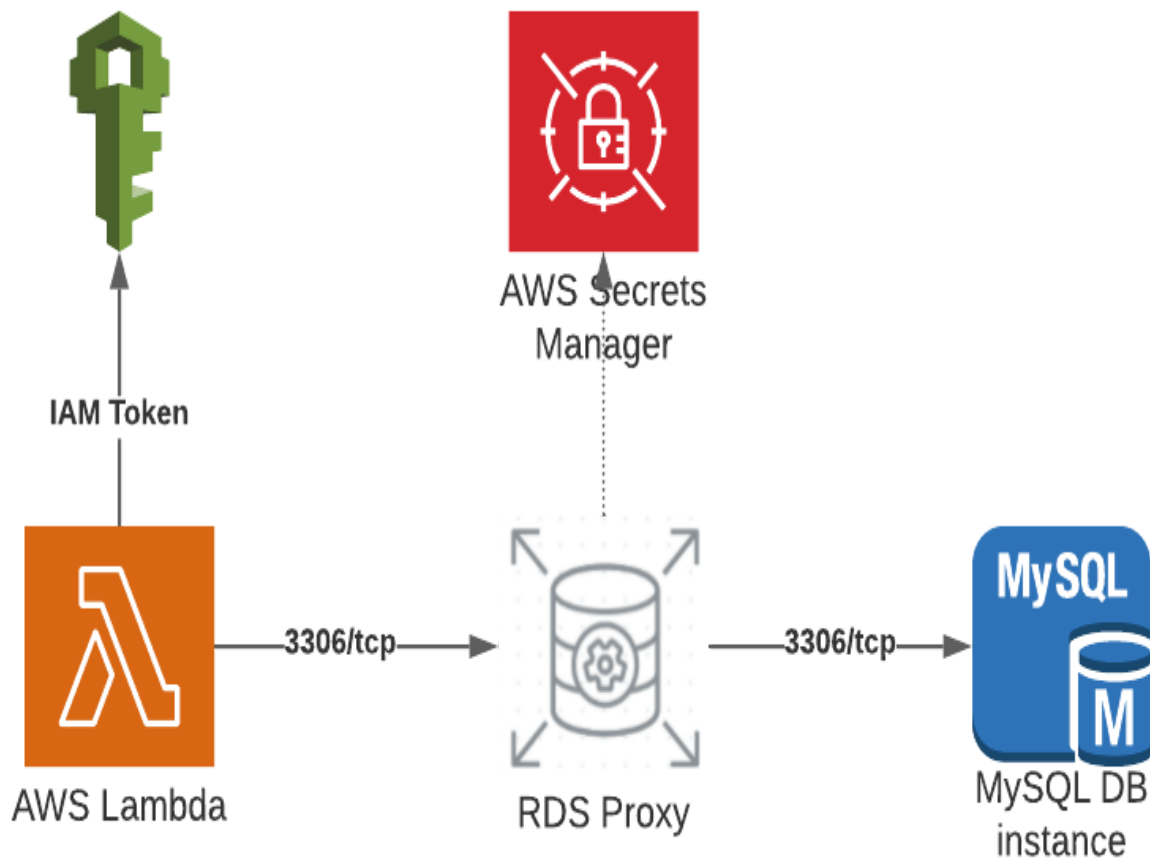 AWS Secrets
Manager
IAM Token
3306/tcp
3306/tcp
MySQL
M
AWS Lambda
RDS Proxy
MySQL DB
instance